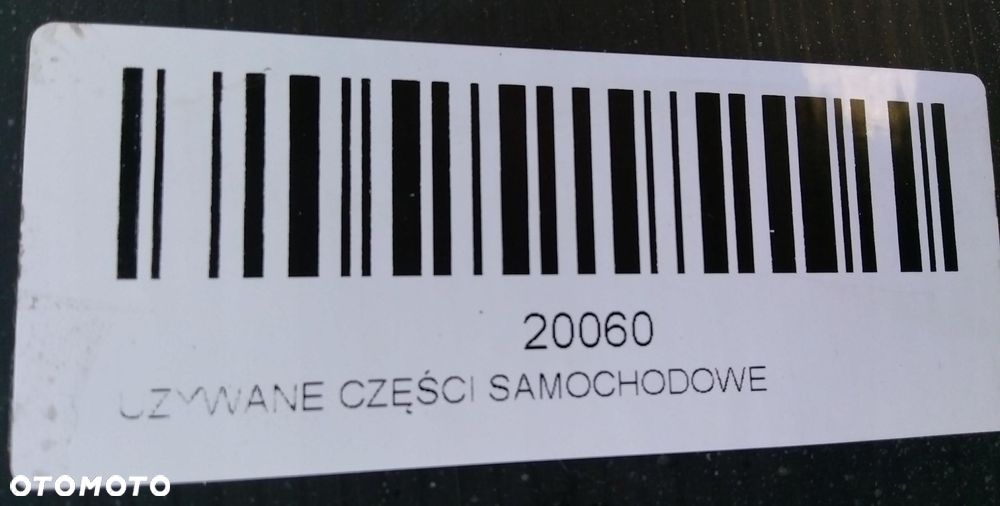 20060
UZYWANE CZĘŚCI SAMOCHODOWE
OTOMOTO